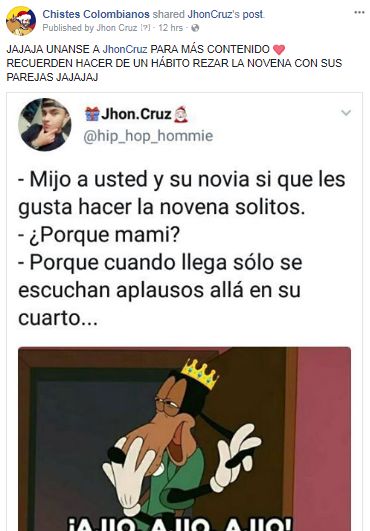 Chistes Colombianos shared JhonCruz's post.
Published by Jhon Cruz [?] · 12 hrs ·
JAJAJA UNANSE A JhonCruz PARA MÁS CONTENIDO ❤
RECUERDEN HACER DE UN HÁBITO REZAR LA NOVENA CON SUS
PAREJAS JAJAJAJ
🎁Jhon.Cruz🎅
@hip_hop_hommie
- Mijo a usted y su novia si que les
gusta hacer la novena solitos.
- ¿Porque mami?
- Porque cuando llega sólo se
escuchan aplausos allá en su
cuarto...
¡AJUO, AJUO, AJUO!